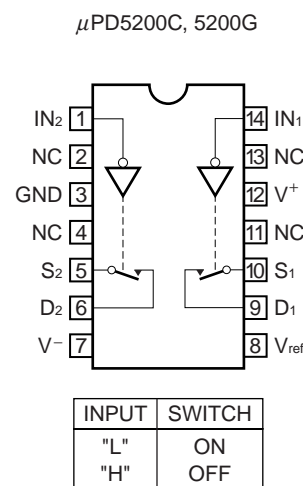 μPD5200C, 5200G
IN₂ 1 14 IN₁
NC 2 13 NC
GND 3 12 V⁺
NC 4 11 NC
S₂ 5 10 S₁
D₂ 6 9 D₁
V⁻ 7 8 Vref
INPUT SWITCH
"L" ON
"H" OFF